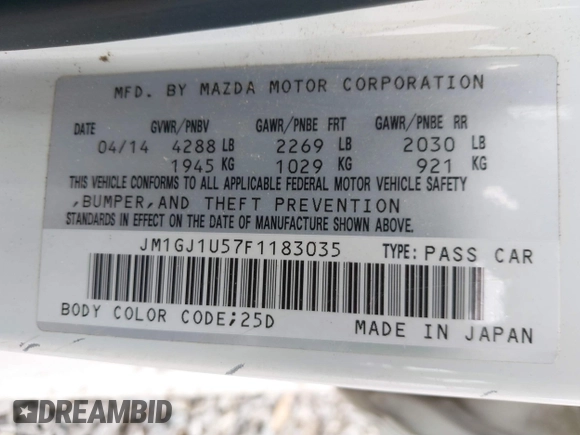 MFD. BY MAZDA MOTOR CORPORATION
DATE GVWR/PNBV GAWR/PNBE FRT GAWR/PNBE RR
04/14 4288 LB 2269 LB 2030 LB
1945 KG 1029 KG 921 KG
THIS VEHICLE CONFORMS TO ALL APPLICABLE FEDERAL MOTOR VEHICLE SAFETY
,BUMPER,AND THEFT PREVENTION
STANDARDS IN EFFECT ON THE DATE OF MANUFACTURE SHOWN ABOVE.
JM1GJ1U57F1183035 TYPE: PASS CAR
BODY COLOR CODE;25D MADE IN JAPAN
DREAMBID